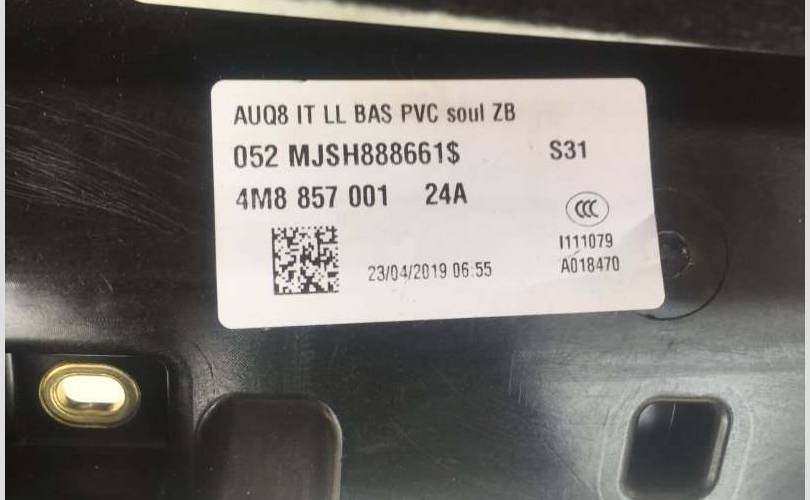 AUQ8 IT LL BAS PVC soul ZB
052 MJSH888661$ S31
4M8 857 001 24A
CCC
I111079
23/04/2019 06:55 A018470